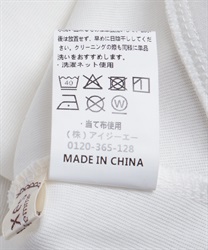 後は放置せず、早めに日陰干ししてくだ
さい。クリーニングの際も同様に単品
洗いをおすすめします。
・洗濯ネット使用
40
W
・当て布使用
(株)アイジーエー
0120-365-128
MADE IN CHINA